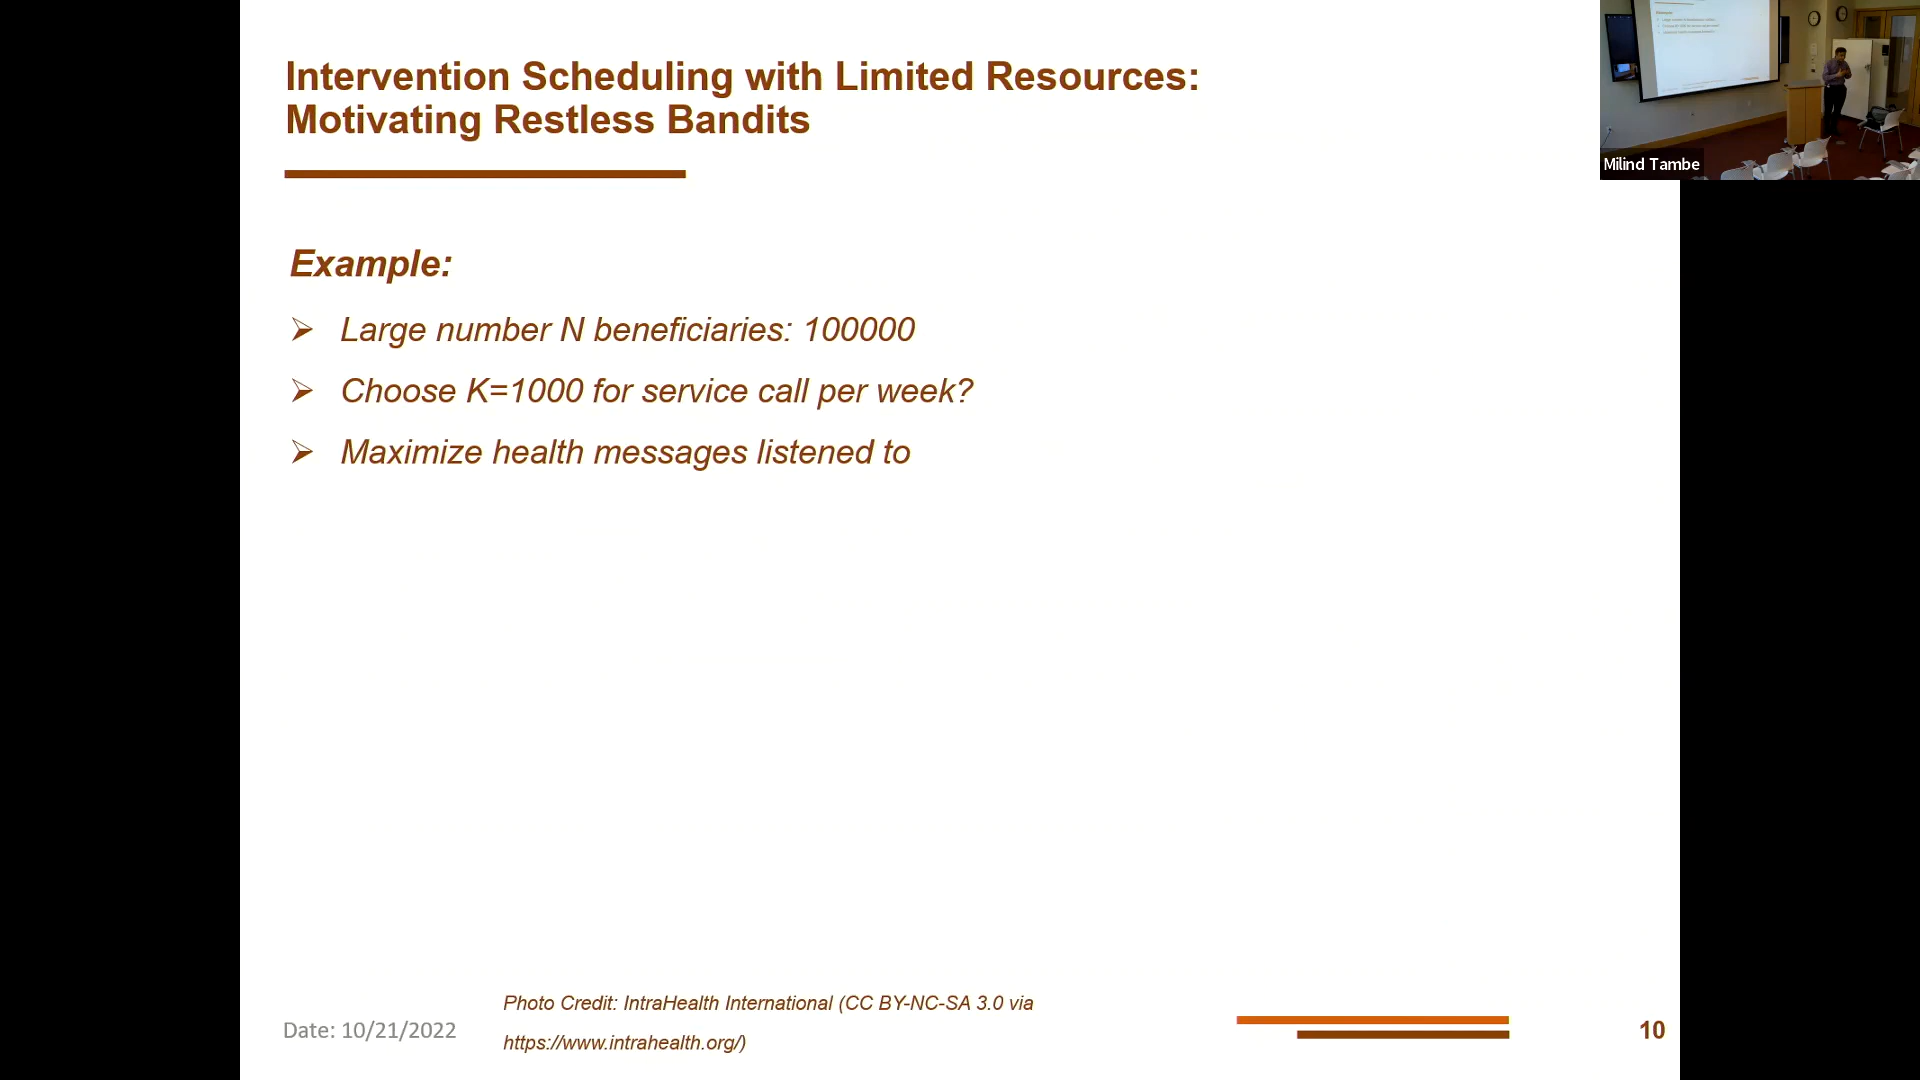 Intervention Scheduling with Limited Resources:
Motivating Restless Bandits
Milind Tambe
Example:
➢ Large number N beneficiaries: 100000
➢ Choose K=1000 for service call per week?
➢ Maximize health messages listened to
Photo Credit: IntraHealth International (CC BY-NC-SA 3.0 via
https://www.intrahealth.org/)
Date: 10/21/2022
10